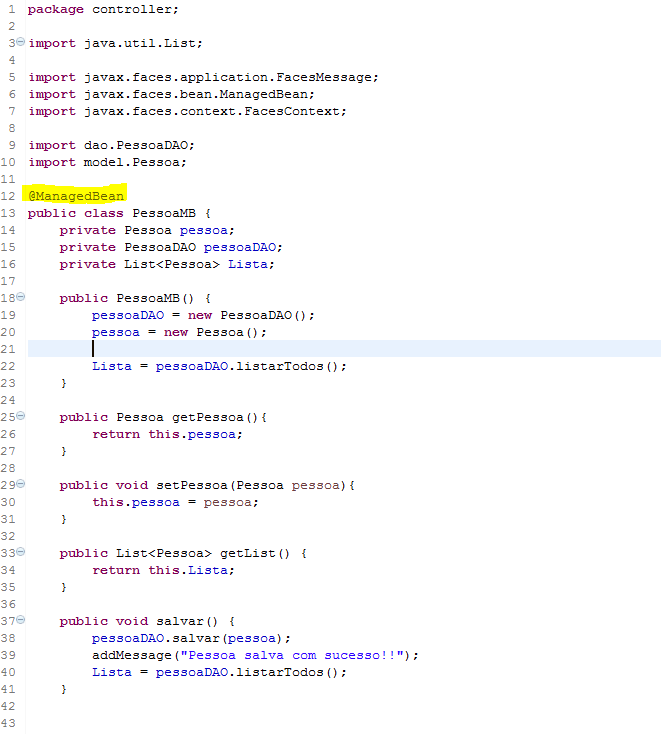 1 package controller;
2
3 import java.util.List;
4
5 import javax.faces.application.FacesMessage;
6 import javax.faces.bean.ManagedBean;
7 import javax.faces.context.FacesContext;
8
9 import dao.PessoaDAO;
10 import model.Pessoa;
11
12 @ManagedBean
13 public class PessoaMB {
14     private Pessoa pessoa;
15     private PessoaDAO pessoaDAO;
16     private List<Pessoa> Lista;
17
18     public PessoaMB() {
19         pessoaDAO = new PessoaDAO();
20         pessoa = new Pessoa();
21
22         Lista = pessoaDAO.listarTodos();
23     }
24
25     public Pessoa getPessoa(){
26         return this.pessoa;
27     }
28
29     public void setPessoa(Pessoa pessoa){
30         this.pessoa = pessoa;
31     }
32
33     public List<Pessoa> getList() {
34         return this.Lista;
35     }
36
37     public void salvar() {
38         pessoaDAO.salvar(pessoa);
39         addMessage("Pessoa salva com sucesso!!");
40         Lista = pessoaDAO.listarTodos();
41     }
42
43